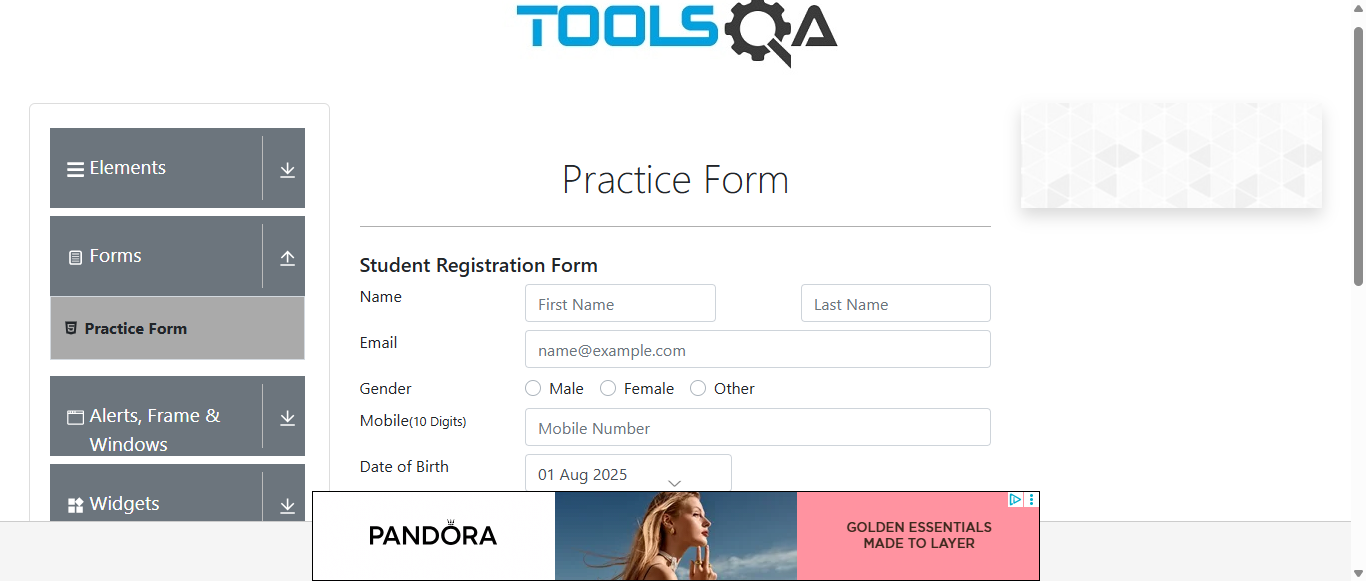 TOOLSQA
Elements
Forms
Practice Form
Alerts, Frame &
Windows
Widgets
Practice Form
Student Registration Form
Name
First Name
Last Name
Email
name@example.com
Gender
Male
Female
Other
Mobile(10 Digits)
Mobile Number
Date of Birth
01 Aug 2025
PANDÖRA
GOLDEN ESSENTIALS
MADE TO LAYER